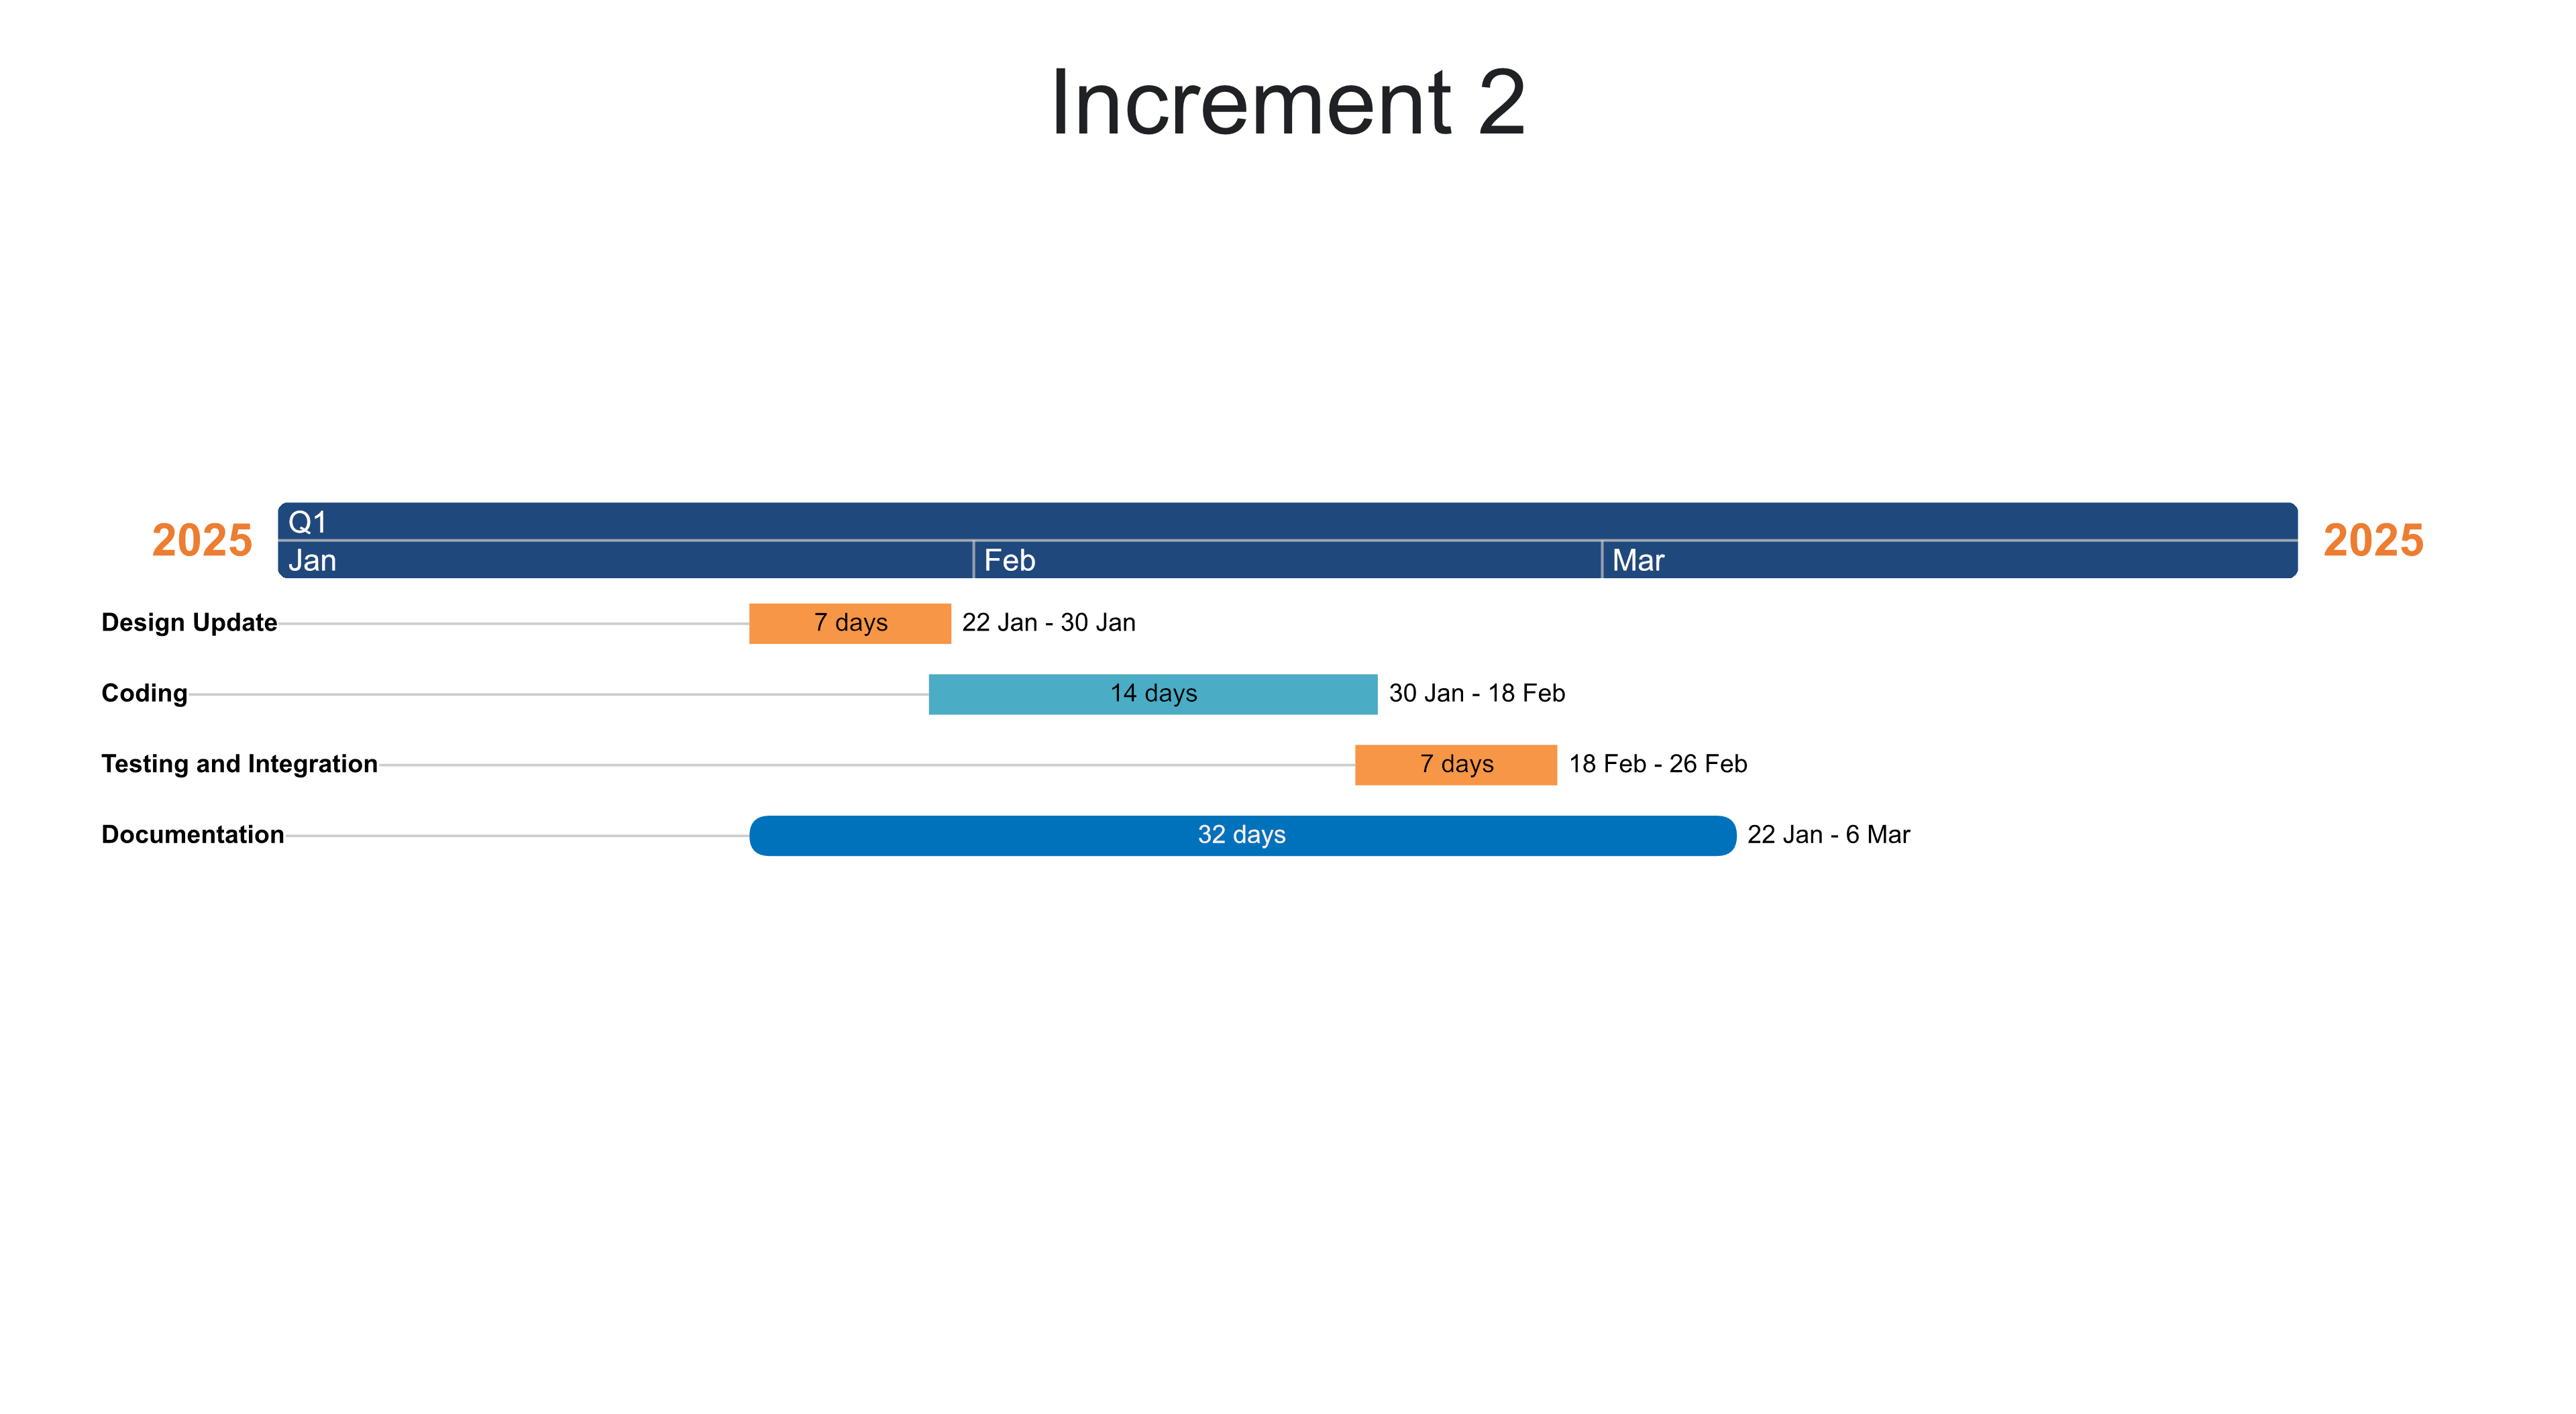 Increment 2
2025
Q1
Jan Feb Mar
2025
Design Update 7 days 22 Jan - 30 Jan
Coding 14 days 30 Jan - 18 Feb
Testing and Integration 7 days 18 Feb - 26 Feb
Documentation 32 days 22 Jan - 6 Mar